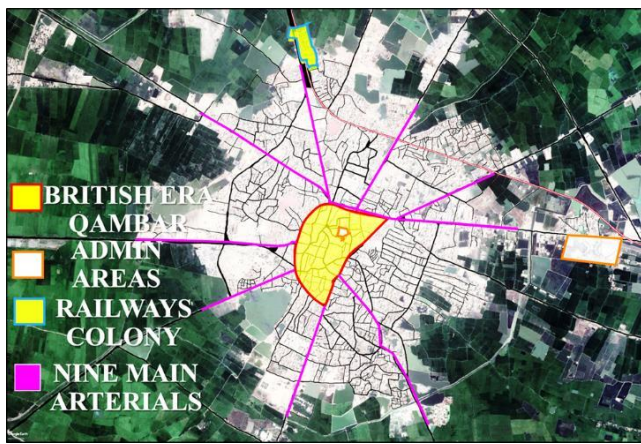 BRITISH ERA
QAMBAR
ADMIN
AREAS
RAILWAYS
COLONY
NINE MAIN
ARTERIALS